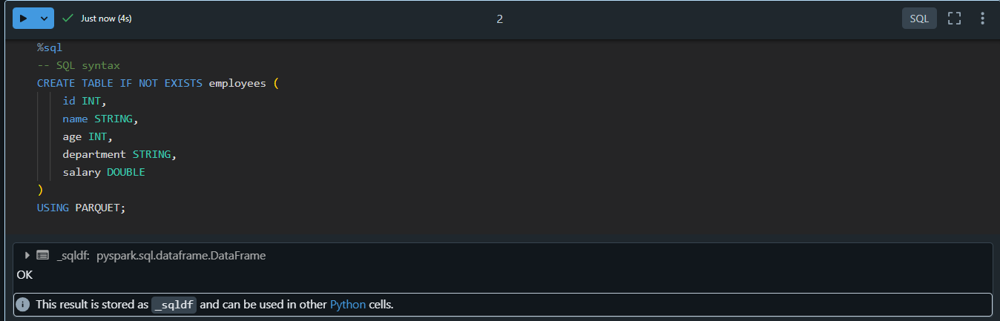 Just now (4s)
2
SQL
%sql
-- SQL syntax
CREATE TABLE IF NOT EXISTS employees (
    id INT,
    name STRING,
    age INT,
    department STRING,
    salary DOUBLE
)
USING PARQUET;
_sqldf: pyspark.sql.dataframe.DataFrame
OK
This result is stored as _sqldf and can be used in other Python cells.